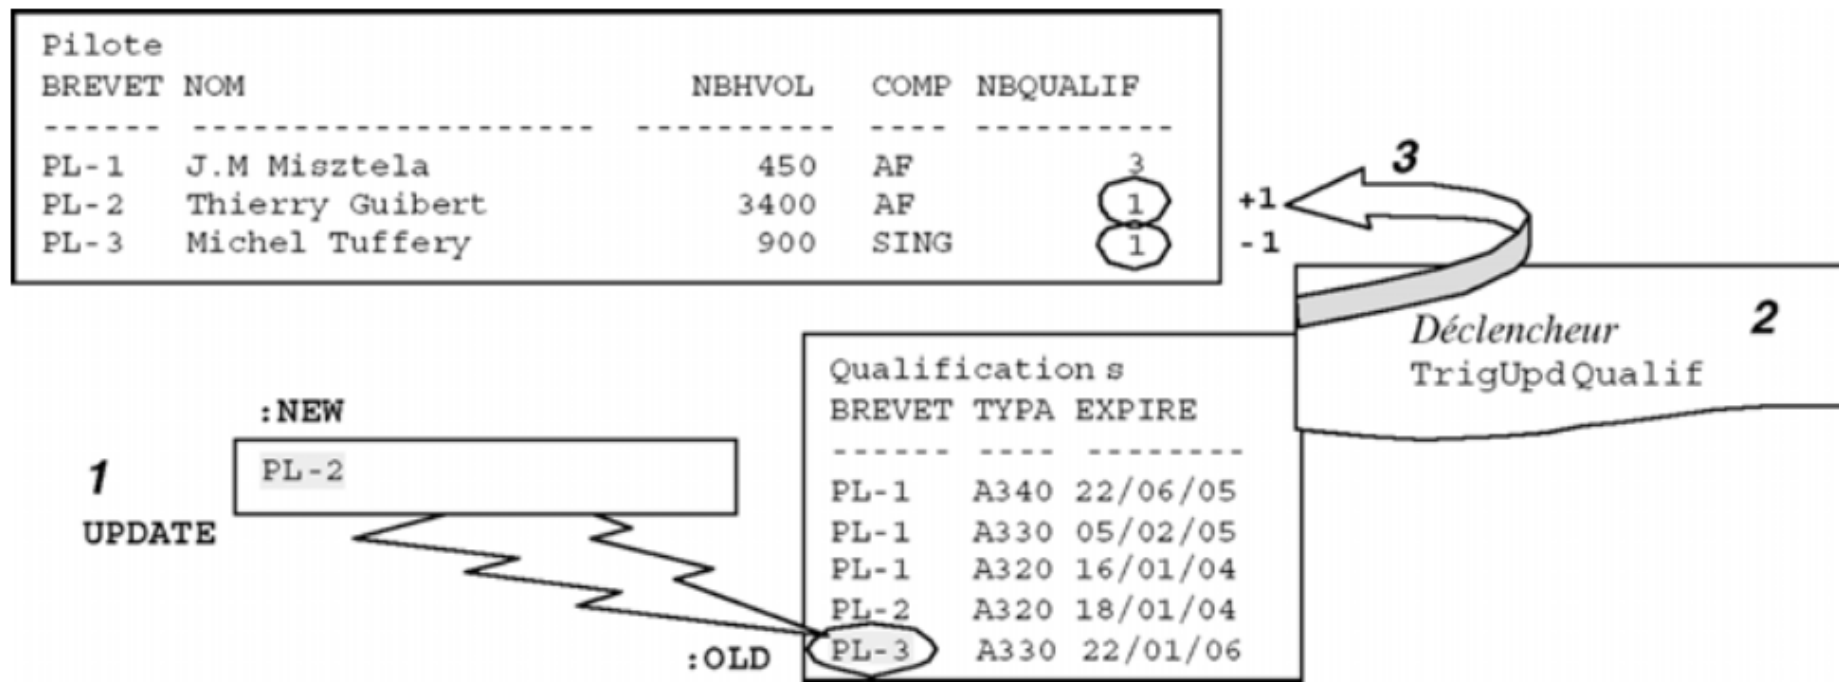 Pilote
BREVET NOM NBHVOL COMP NBQUALIF
------ -------------------- ---------- ---- ----------
PL-1 J.M Misztela 450 AF 3
PL-2 Thierry Guibert 3400 AF 1 +1
PL-3 Michel Tuffery 900 SING 1 -1
3
2
Déclencheur
TrigUpdQualif
Qualifications
BREVET TYPA EXPIRE
------ ---- --------
PL-1 A340 22/06/05
PL-1 A330 05/02/05
PL-1 A320 16/01/04
PL-2 A320 18/01/04
PL-3 A330 22/01/06
:NEW
PL-2
1
UPDATE
:OLD